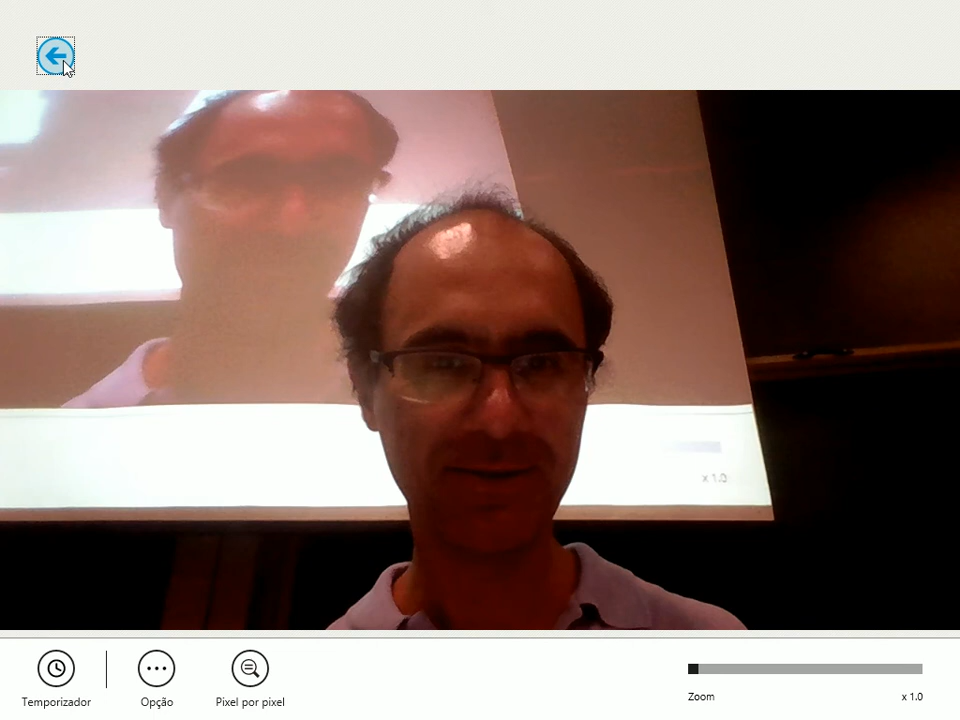 x 1.0
Temporizador
Opção
Pixel por pixel
Zoom
x 1.0